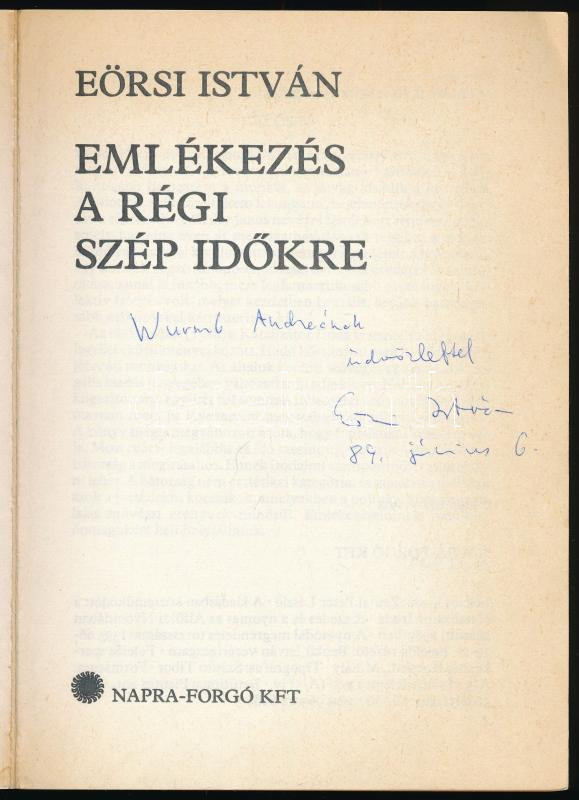 EÖRSI ISTVÁN
EMLÉKEZÉS
A RÉGI
SZÉP IDŐKRE
Wurmb Andreának
üdvözlettel
Eörsi István
89. június 6.
NAPRA-FORGÓ KFT